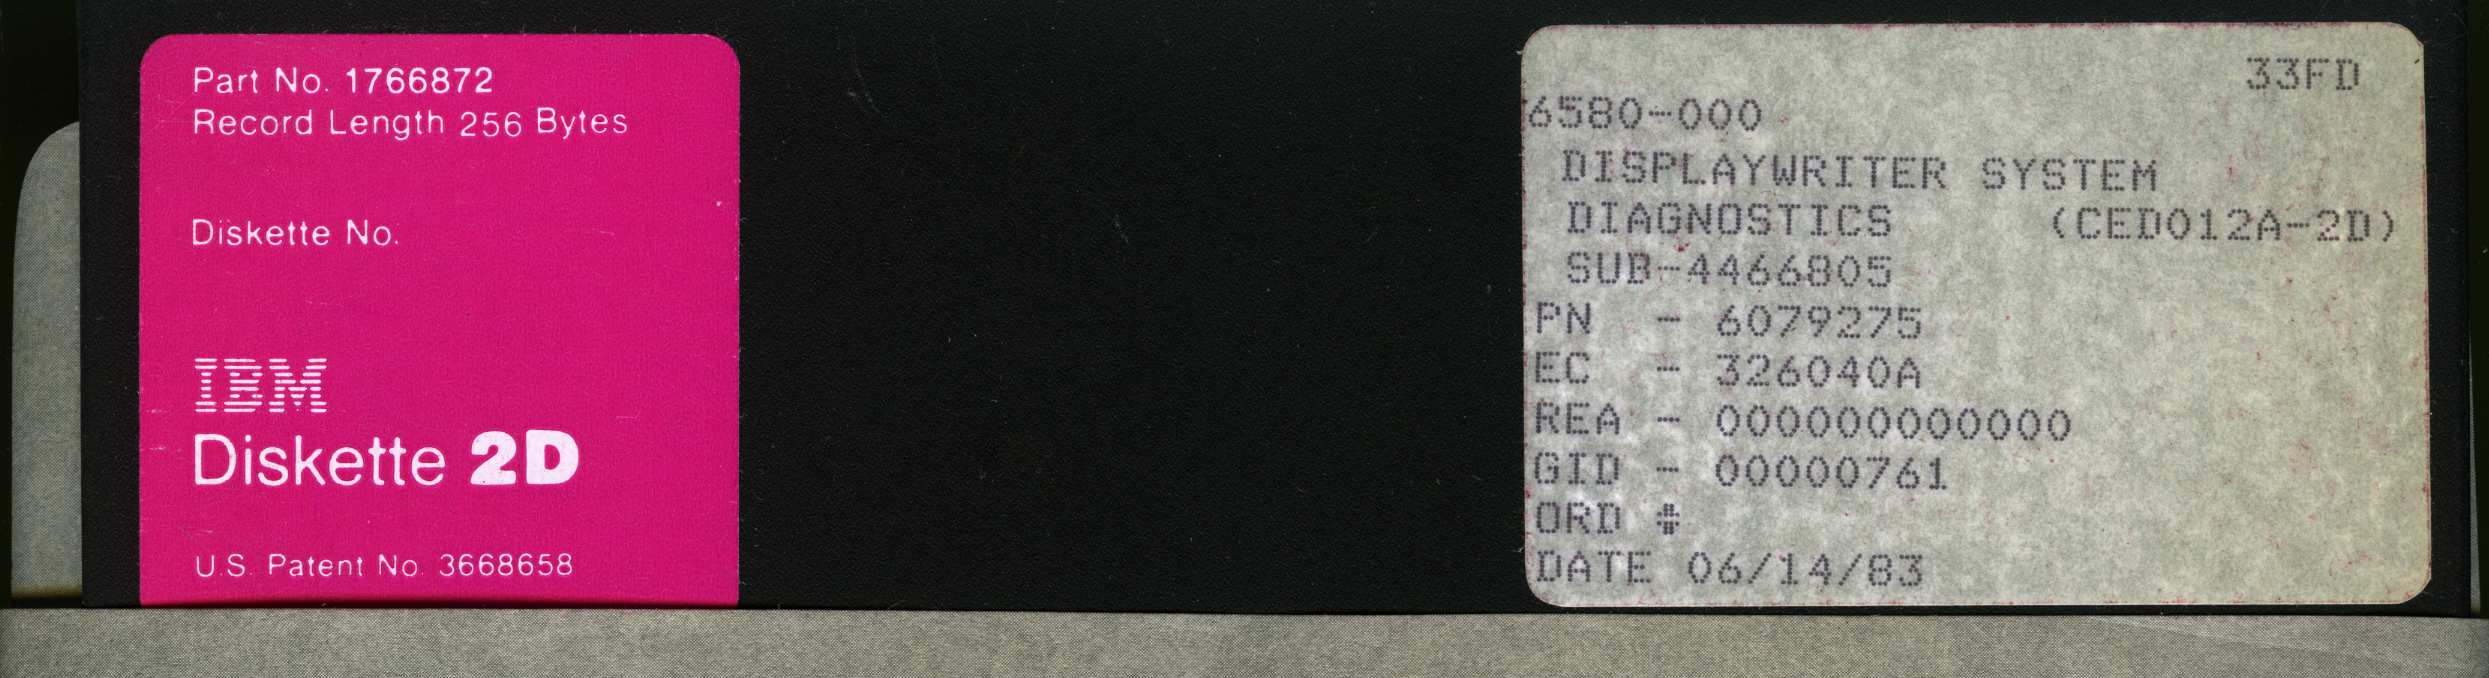 Part No. 1766872
Record Length 256 Bytes
Diskette No.
IBM
Diskette 2D
U.S. Patent No. 3668658
33FD
6580-000
DISPLAYWRITER SYSTEM
DIAGNOSTICS (CED012A-2D)
SUB-4466805
PN - 6079275
EC - 326040A
REA - 000000000000
GID - 00000761
ORD #
DATE 06/14/83